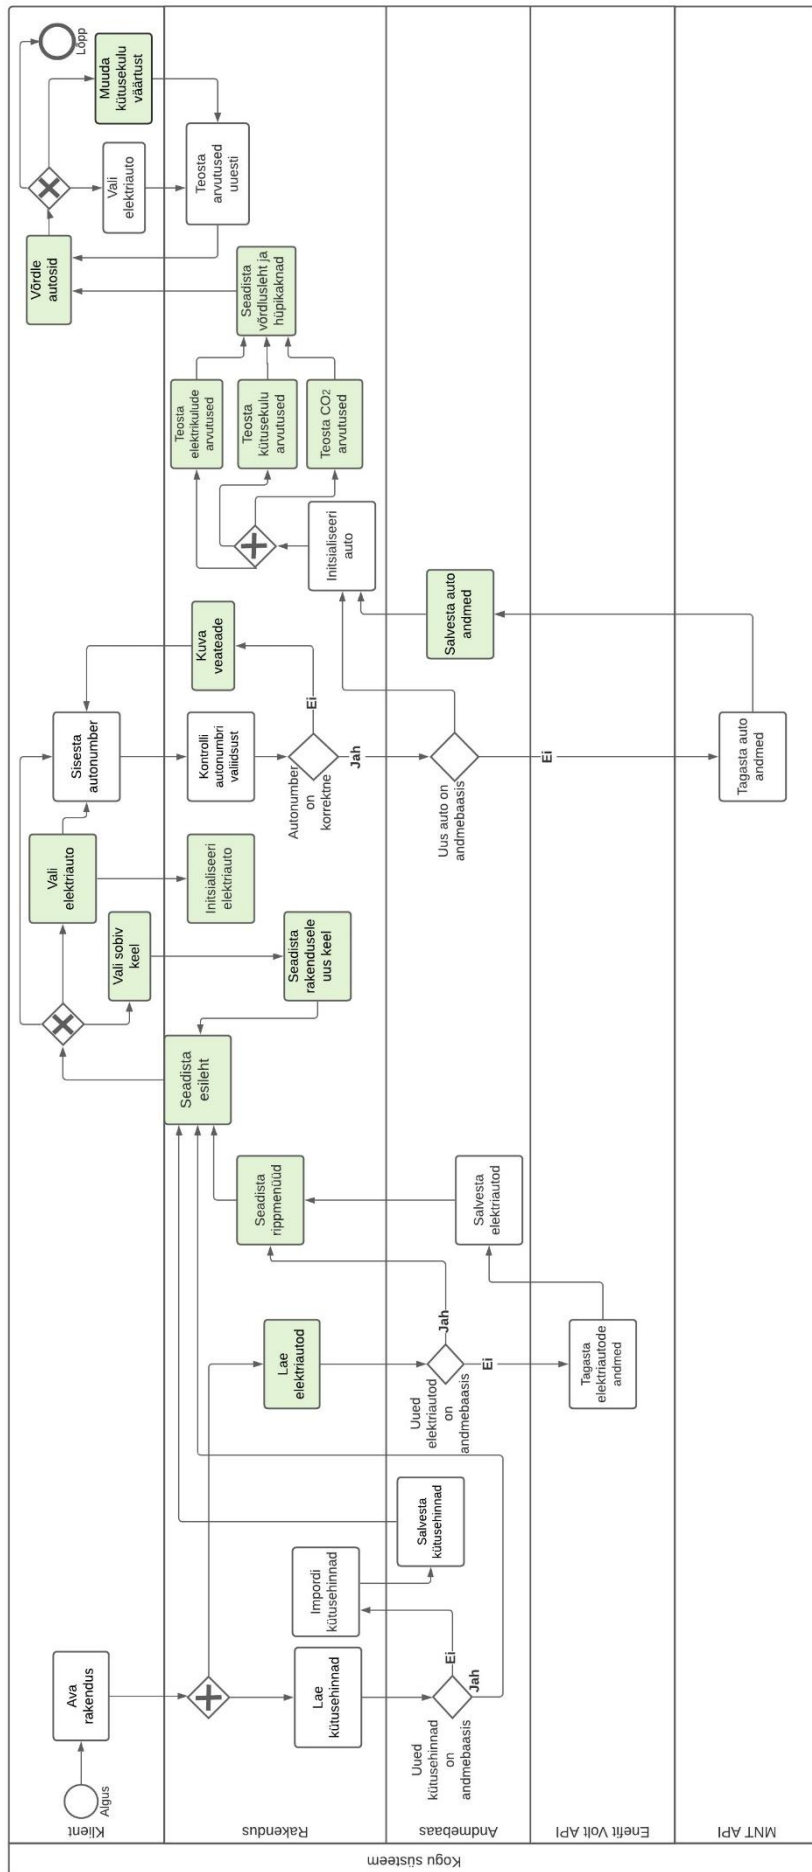 Kogu süsteem
Klient
Rakendus
Andmebaas
Enefit Volt API
MNT API
Algus
Ava
rakendus
Lae
kütusehinnad
Uued
kütusehinnad
on
andmebaasis
Ei
Jah
Impordi
kütusehinnad
Salvesta
kütusehinnad
Lae
elektriautod
Uued
elektriautod
on
andmebaasis
Jah
Ei
Tagasta
elektriautode
andmed
Salvesta
elektriautod
Seadista
rippmenüüd
Seadista
esileht
Vali sobiv
keel
Seadista
rakendusele
uus keel
Vali
elektriauto
Initsialiseeri
elektriauto
Sisesta
autonumber
Kontrolli
autonumbri
valiidsust
Autonumber
on
korrektne
Ei
Jah
Kuva
veateade
Uus auto on
andmebaasis
Ei
Tagasta auto
andmed
Salvesta auto
andmed
Initsialiseeri
auto
Teosta
elektrikulude
arvutused
Teosta
kütusekulu
arvutused
Teosta CO2
arvutused
Seadista
võrdlusleht ja
hüpikaknad
Võrdle
autosid
Vali
elektriauto
Muuda
kütusekulu
väärtust
Teosta
arvutused
uuesti
Lõpp